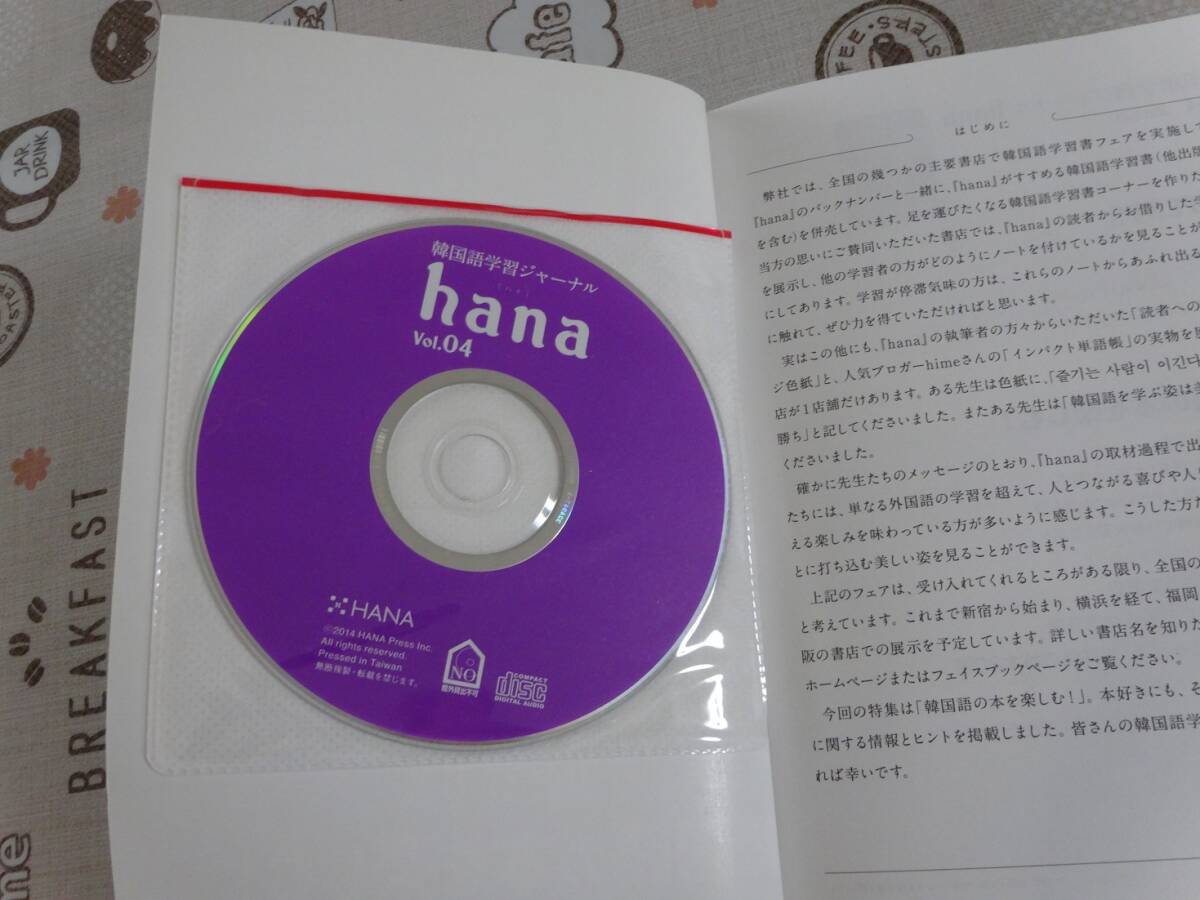 韓国語学習ジャーナル
hana
Vol.04
HANA
©2014 HANA Press Inc.
All rights reserved.
Pressed in Taiwan
無断複製・転載を禁じます。
NO
館外貸出不可
COMPACT
disc
DIGITAL AUDIO
はじめに
弊社では、全国の幾つかの主要書店で韓国語学習書フェアを実施して
『hana』のバックナンバーと一緒に、『hana』がすすめる韓国語学習書(他出版
を含む)を併売しています。足を運びたくなる韓国語学習書コーナーを作りた
当方の思いにご賛同いただいた書店では、『hana』の読者からお借りした学
を展示し、他の学習者の方がどのようにノートを付けているかを見ることが
にしてあります。学習が停滞気味の方は、これらのノートからあふれ出る
に触れて、ぜひ力を得ていただければと思います。
実はこの他にも、『hana』の執筆者の方々からいただいた「読者への
ジ色紙」と、人気ブロガーhimeさんの「インパクト単語帳」の実物を
店が1店舗だけあります。ある先生は色紙に、「즐기는 사람이 이긴다
勝ち」と記してくださいました。またある先生は「韓国語を学ぶ姿は
くださいました。
確かに先生たちのメッセージのとおり、『hana』の取材過程で出
たちには、単なる外国語の学習を超えて、人とつながる喜びや人
える楽しみを味わっている方が多いように感じます。こうした方た
とに打ち込む美しい姿を見ることができます。
上記のフェアは、受け入れてくれるところがある限り、全国の
と考えています。これまで新宿から始まり、横浜を経て、福岡
阪の書店での展示を予定しています。詳しい書店名を知りた
ホームページまたはフェイスブックページをご覧ください。
今回の特集は「韓国語の本を楽しむ!」。本好きにも、そ
に関する情報とヒントを掲載しました。皆さんの韓国語学
れば幸いです。
JAR
DRINK
BREAKFAST